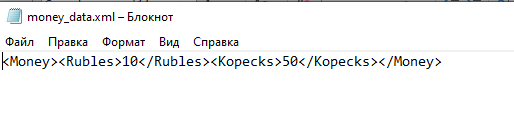 money_data.xml – Блокнот
Файл Правка Формат Вид Справка
<Money><Rubles>10</Rubles><Kopecks>50</Kopecks></Money>